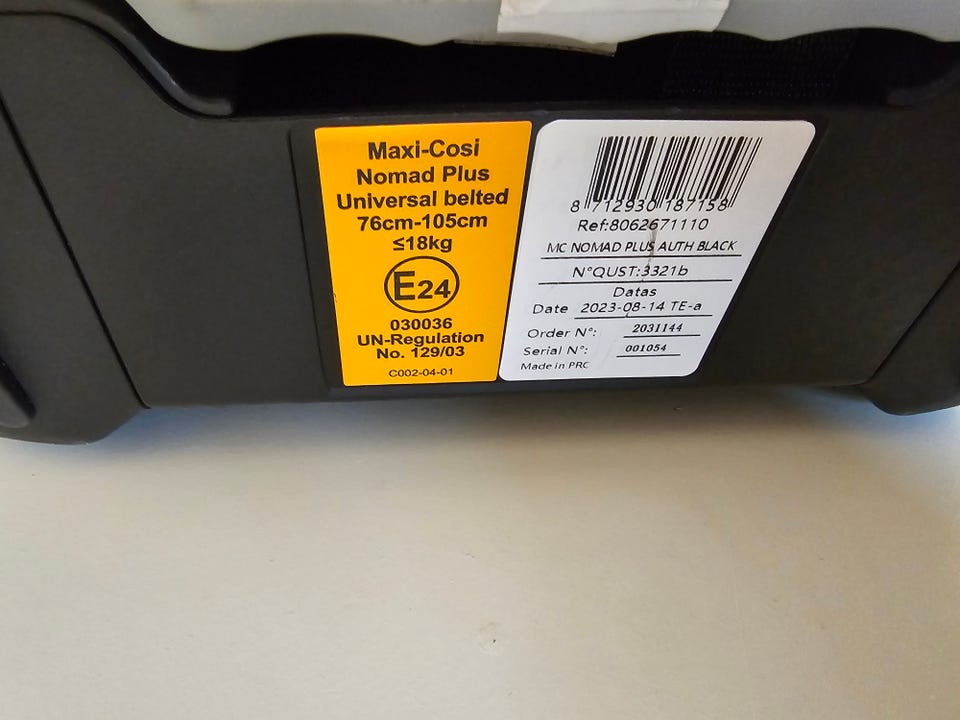 Maxi-Cosi
Nomad Plus
Universal belted
76cm-105cm
≤18kg
E24
030036
UN-Regulation
No. 129/03
C002-04-01
8 712930 187158
Ref:8062671110
MC NOMAD PLUS AUTH BLACK
N°QUST:3321b
Datas
Date 2023-08-14 TE-a
Order N°: 2031144
Serial N°: 001054
Made in PRC